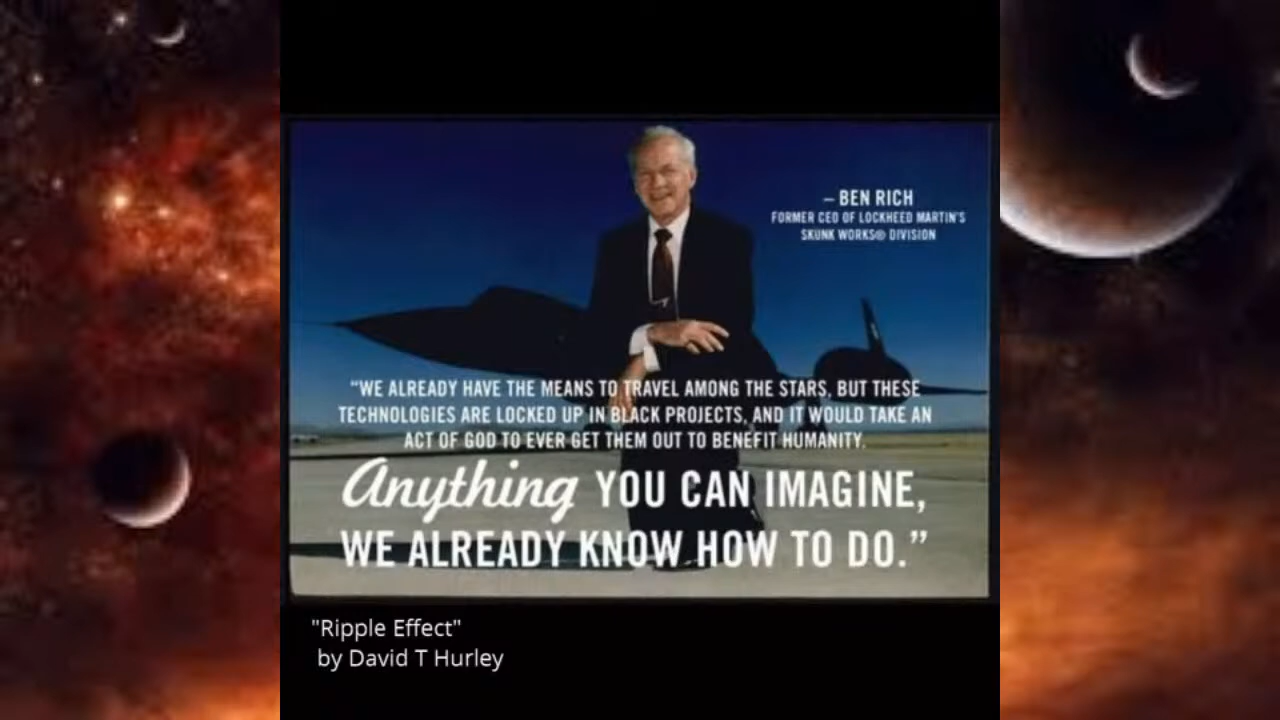 – BEN RICH
FORMER CEO OF LOCKHEED MARTIN'S
SKUNK WORKS® DIVISION
“WE ALREADY HAVE THE MEANS TO TRAVEL AMONG THE STARS, BUT THESE
TECHNOLOGIES ARE LOCKED UP IN BLACK PROJECTS, AND IT WOULD TAKE AN
ACT OF GOD TO EVER GET THEM OUT TO BENEFIT HUMANITY.
Anything YOU CAN IMAGINE,
WE ALREADY KNOW HOW TO DO.”
"Ripple Effect"
by David T Hurley